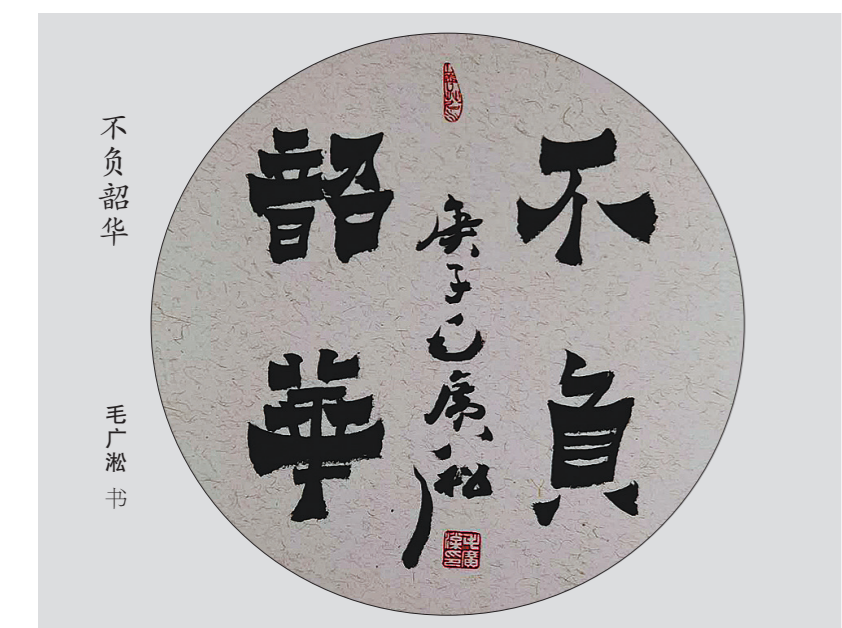 不负韶华
毛广淞 书
不負
韶華
庚子毛廣淞